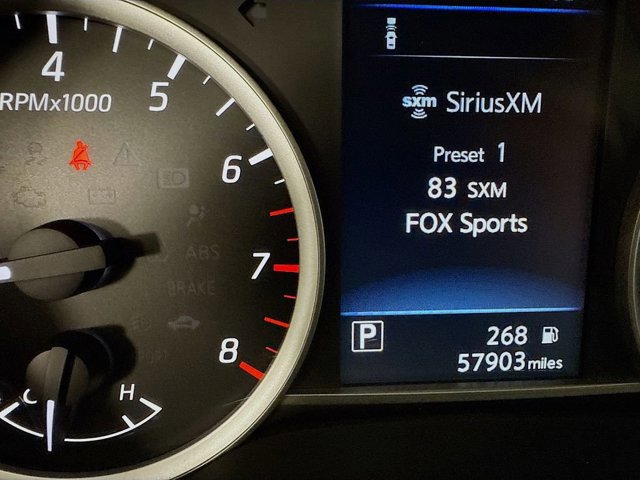 4
RPMx1000
5
6
7
8
ABS
BRAKE
C
H
sxm SiriusXM
Preset 1
83 SXM
FOX Sports
P
268
57903 miles